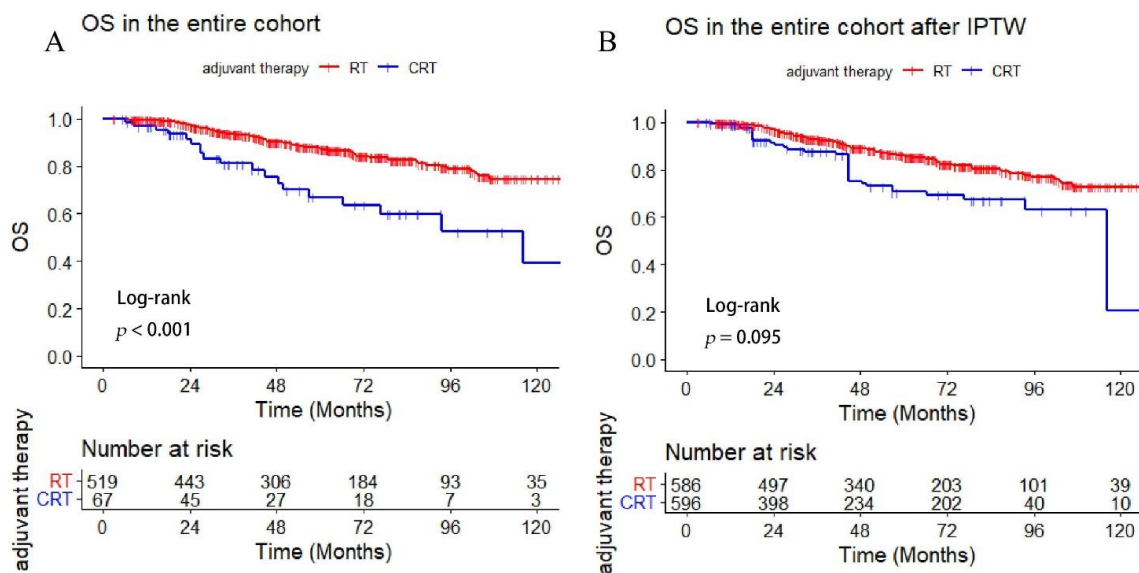 A
OS in the entire cohort
adjuvant therapy RT CRT
1.0
0.8
0.6
0.4
0.2
0.0
OS
Log-rank
p < 0.001
0 24 48 72 96 120
Time (Months)
Number at risk
adjuvant therapy
RT 519 443 306 184 93 35
CRT 67 45 27 18 7 3
0 24 48 72 96 120
Time (Months)
B
OS in the entire cohort after IPTW
adjuvant therapy RT CRT
1.0
0.8
0.6
0.4
0.2
0.0
OS
Log-rank
p = 0.095
0 24 48 72 96 120
Time (Months)
Number at risk
adjuvant therapy
RT 586 497 340 203 101 39
CRT 596 398 234 202 40 10
0 24 48 72 96 120
Time (Months)